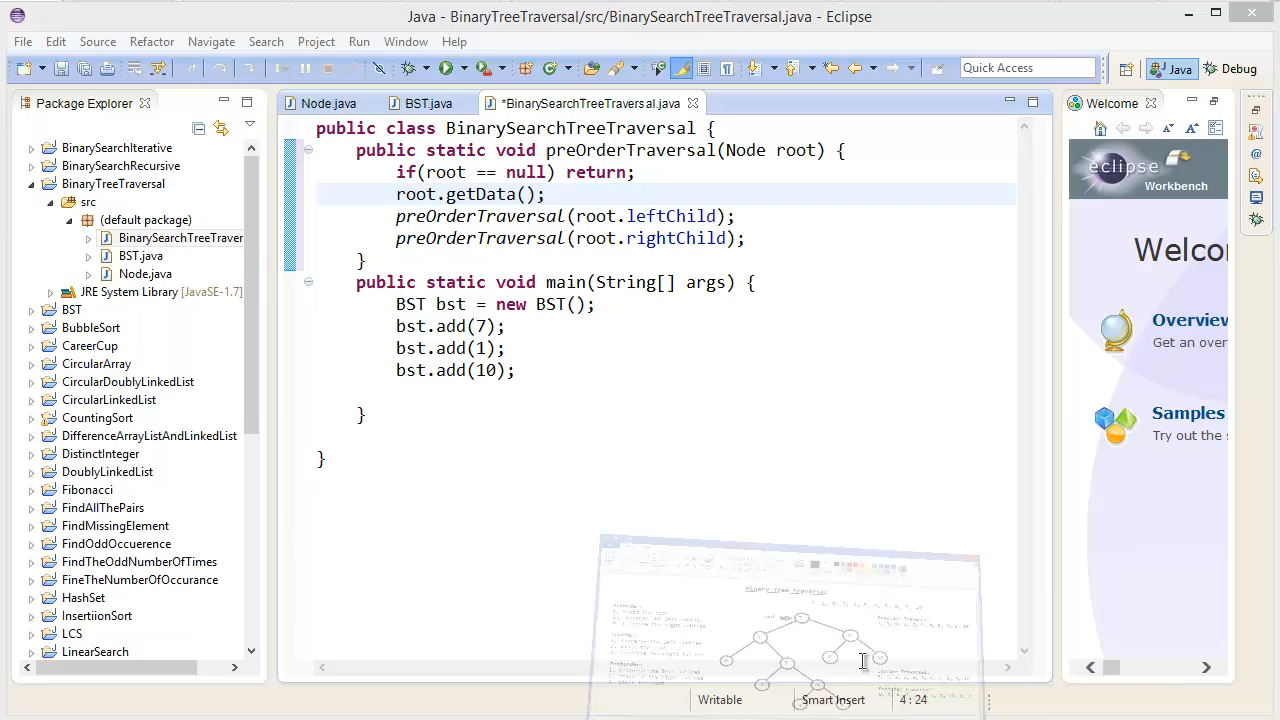 Java - BinaryTreeTraversal/src/BinarySearchTreeTraversal.java - Eclipse
File Edit Source Refactor Navigate Search Project Run Window Help
Quick Access
Java
Debug
Package Explorer
Node.java
BST.java
*BinarySearchTreeTraversal.java
Welcome
BinarySearchIterative
BinarySearchRecursive
BinaryTreeTraversal
src
(default package)
BinarySearchTreeTraver
BST.java
Node.java
JRE System Library [JavaSE-1.7]
BST
BubbleSort
CareerCup
CircularArray
CircularDoublyLinkedList
CircularLinkedList
CountingSort
DifferenceArrayListAndLinkedList
DistinctInteger
DoublyLinkedList
Fibonacci
FindAllThePairs
FindMissingElement
FindOddOccuerence
FindTheOddNumberOfTimes
FineTheNumberOfOccurance
HashSet
InsertiionSort
LCS
LinearSearch
public class BinarySearchTreeTraversal {
public static void preOrderTraversal(Node root) {
if(root == null) return;
root.getData();
preOrderTraversal(root.leftChild);
preOrderTraversal(root.rightChild);
}
public static void main(String[] args) {
BST bst = new BST();
bst.add(7);
bst.add(1);
bst.add(10);
}
}
eclipse
Workbench
Welco
Overview
Get an over
Samples
Try out the s
Binary Tree Traversal
Writable
Smart Insert
4 : 24